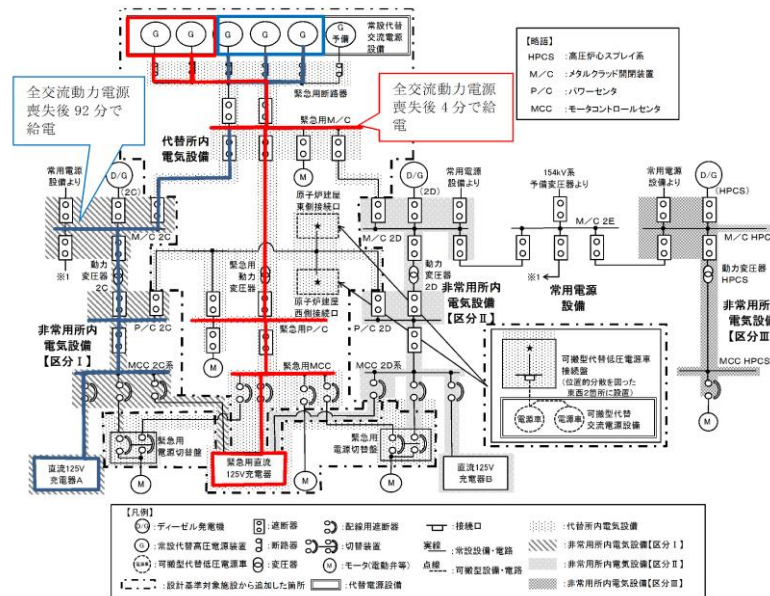 G
G
G
G
G
G
予備
常設代替
交流電源
設備
緊急用断路器
【略語】
HPCS :高圧炉心スプレイ系
M/C :メタルクラッド開閉装置
P/C :パワーセンタ
MCC :モータコントロールセンタ
全交流動力電源
喪失後 92 分で
給電
全交流動力電源
喪失後 4 分で給
電
緊急用M/C
代替所内
電気設備
常用電源
設備より
D/G
(2C)
M
原子炉建屋
東側接続口
★
D/G
(2D)
常用電源
設備より
154kV系
予備変圧器より
常用電源
設備より
D/G
(HPCS)
M/C 2C
M/C 2D
M/C 2E
M/C HPC
※1
動力
変圧器
2C
緊急用
動力
変圧器
★
原子炉建屋
西側接続口
動力
変圧器
2D
非常用所内
電気設備
【区分Ⅱ】
※1
常用電源
設備
動力変圧器
HPCS
非常用所
電気設備
【区分Ⅲ】
P/C 2C
緊急用P/C
P/C 2D
非常用所内
電気設備
【区分Ⅰ】
M
MCC 2C系
緊急用MCC
MCC 2D系
MCC HPCS
★
可搬型代替低圧電源車
接続盤
(位置的分散を図った
東西2箇所に設置)
電源車
電源車
可搬型代替
交流電源設備
緊急用
電源切替盤
緊急用
電源切替盤
直流125V
充電器A
M
緊急用直流
125V充電器
M
M
M
直流125V
充電器B
M
【凡例】
D/G :ディーゼル発電機
:遮断器
:配線用遮断器
:接続口
:代替所内電気設備
G :常設代替高圧電源装置
:断路器
:切替装置
実線 :常設設備・電路
:非常用所内電気設備【区分Ⅰ】
電源車 :可搬型代替低圧電源車
:変圧器
M :モータ(電動弁等)
点線 :可搬型設備・電路
:非常用所内電気設備【区分Ⅱ】
:設計基準対象施設から追加した箇所
:代替電源設備
:非常用所内電気設備【区分Ⅲ】